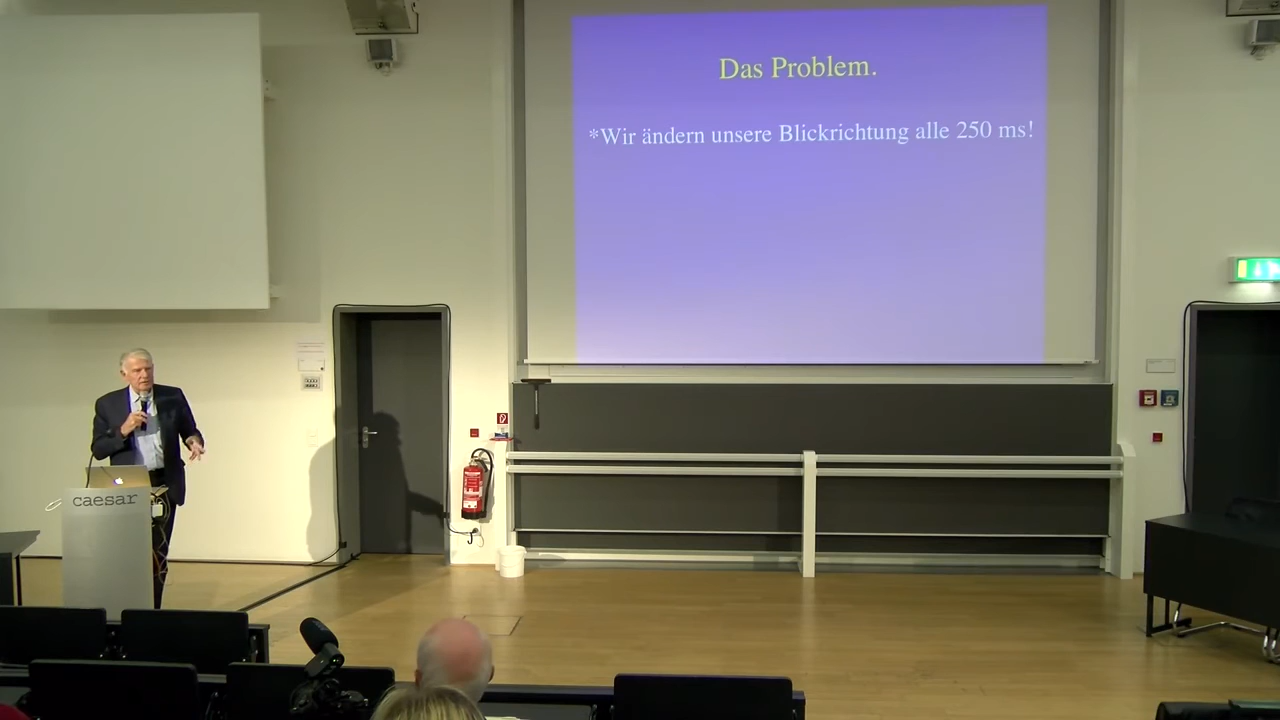 Das Problem.
*Wir ändern unsere Blickrichtung alle 250 ms!
caesar